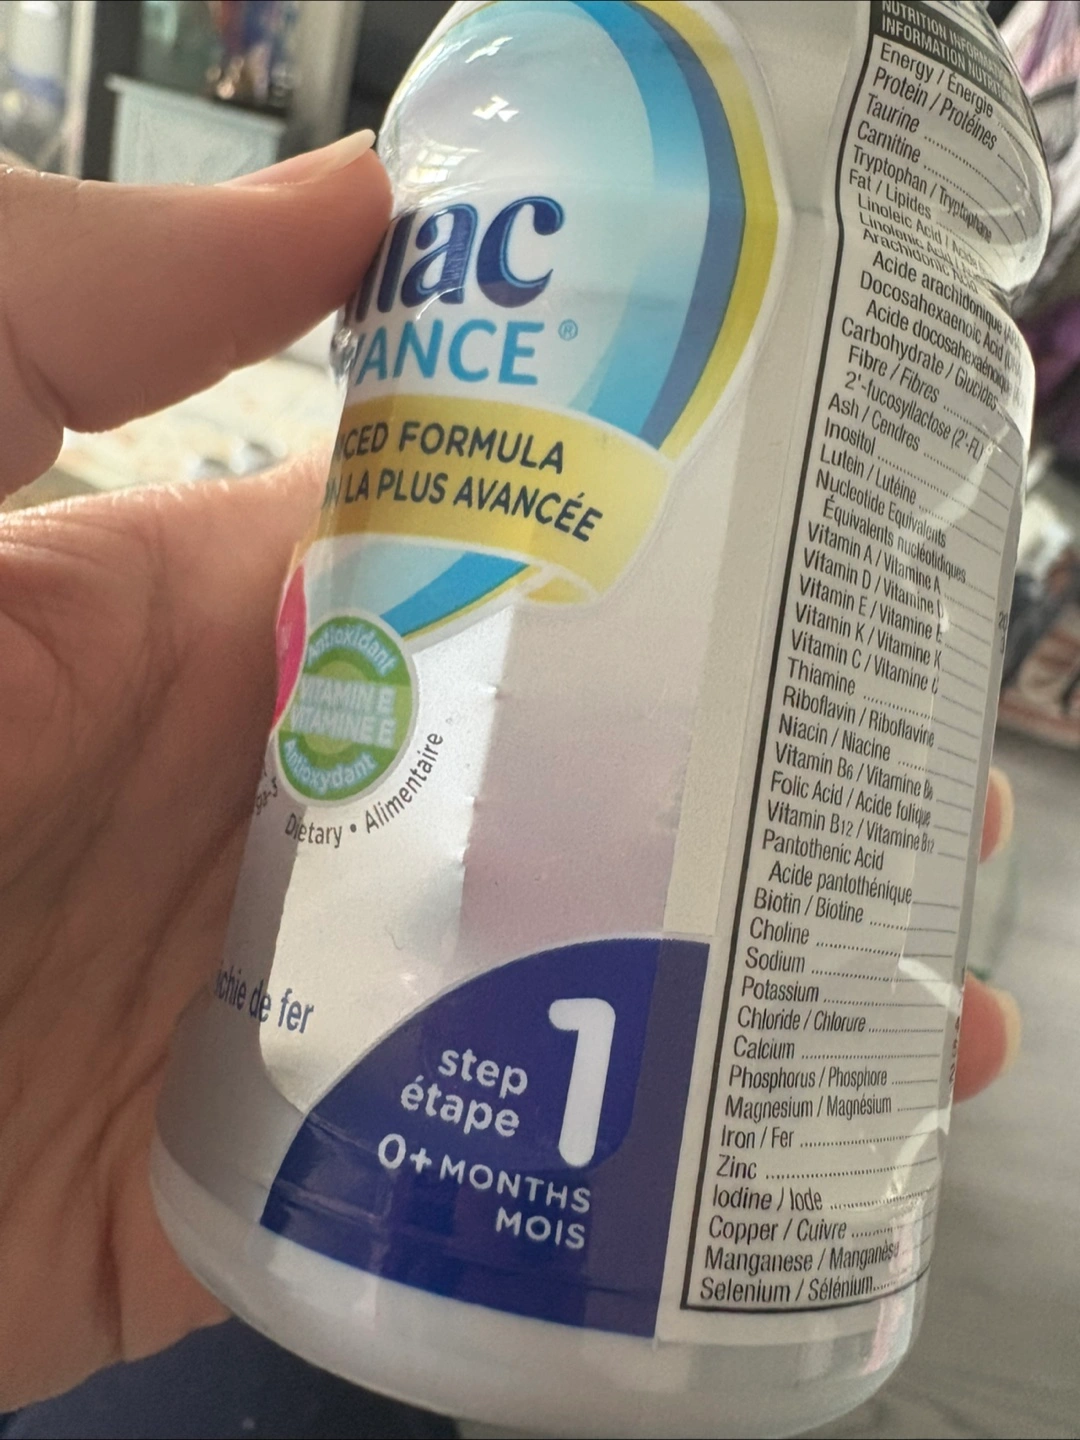 ANCE®
FORMULA
LA PLUS AVANCÉE
Antioxidant
VITAMIN E
VITAMINE E
Antioxydant
Dietary • Alimentaire
de fer
step
étape
1
0+ MONTHS
MOIS
NUTRITION
INFORMATION
Energy / Énergie
Protein / Protéines
Taurine
Carnitine
Tryptophan / Tryptophane
Fat / Lipides
Linoleic Acid /
Linolenic Acid /
Arachidonic
Acide arachidonique
Docosahexaenoic Acid
Acide docosahexaénoïque
Carbohydrate / Glucides
Fibre / Fibres
2'-fucosyllactose (2'-FL)
Ash / Cendres
Inositol
Lutein / Lutéine
Nucleotide Equivalents
Équivalents nucléotidiques
Vitamin A / Vitamine A
Vitamin D / Vitamine D
Vitamin E / Vitamine E
Vitamin K / Vitamine K
Vitamin C / Vitamine C
Thiamine
Riboflavin / Riboflavine
Niacin / Niacine
Vitamin B6 / Vitamine B6
Folic Acid / Acide folique
Vitamin B12 / Vitamine B12
Pantothenic Acid
Acide pantothénique
Biotin / Biotine
Choline
Sodium
Potassium
Chloride / Chlorure
Calcium
Phosphorus / Phosphore
Magnesium / Magnésium
Iron / Fer
Zinc
Iodine / Iode
Copper / Cuivre
Manganese / Manganèse
Selenium / Sélénium